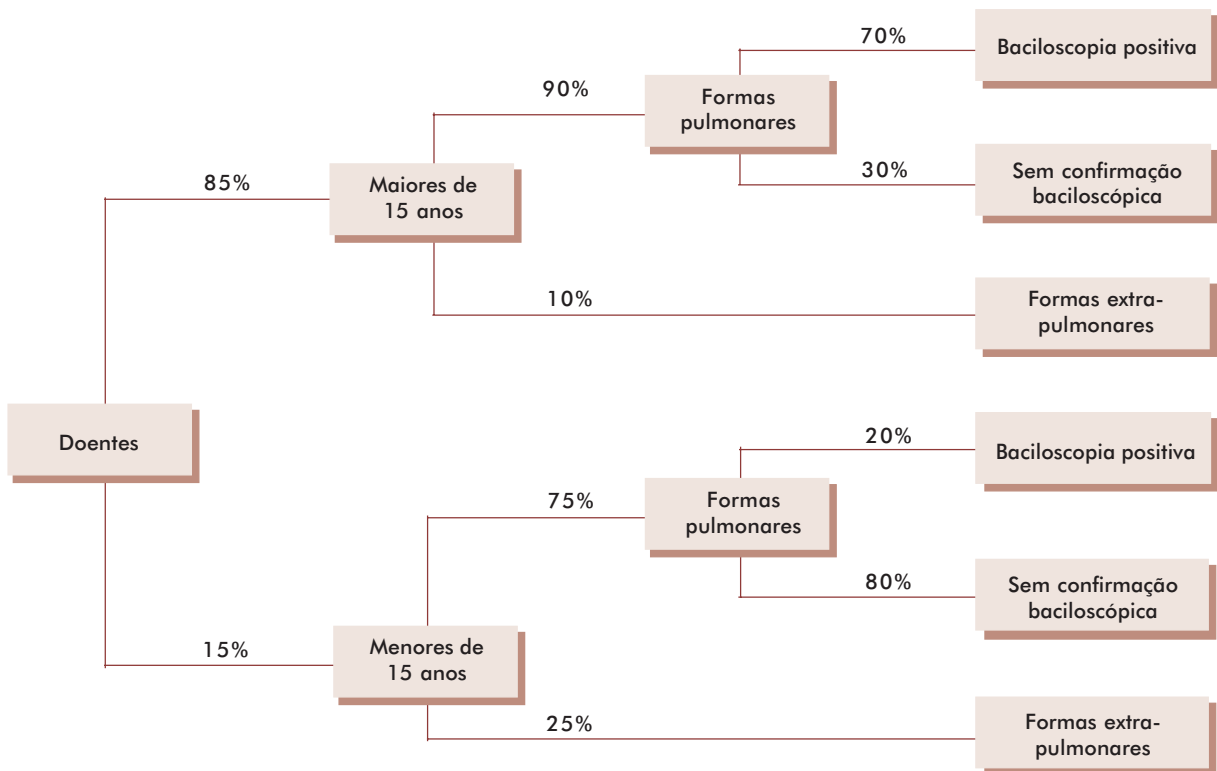 70%
Baciloscopia positiva
90%
Formas
pulmonares
30%
Sem confirmação
baciloscópica
85%
Maiores de
15 anos
10%
Formas extra-
pulmonares
Doentes
20%
Baciloscopia positiva
75%
Formas
pulmonares
80%
Sem confirmação
baciloscópica
15%
Menores de
15 anos
25%
Formas extra-
pulmonares